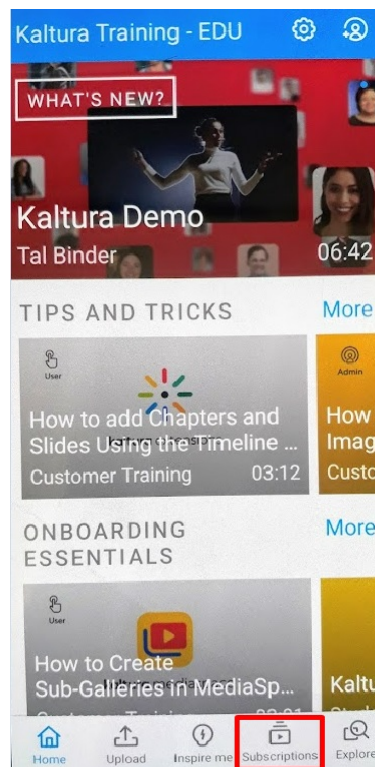 Kaltura Training - EDU
WHAT'S NEW?
Kaltura Demo
Tal Binder
06:42
TIPS AND TRICKS
More
User
Admin
How to add Chapters and
Slides Using the Timeline ...
Customer Training
03:12
How
Imag
Custo
ONBOARDING
ESSENTIALS
More
User
How to Create
Sub-Galleries in MediaSp...
Kaltu
Home
Upload
Inspire me
Subscriptions
Explore